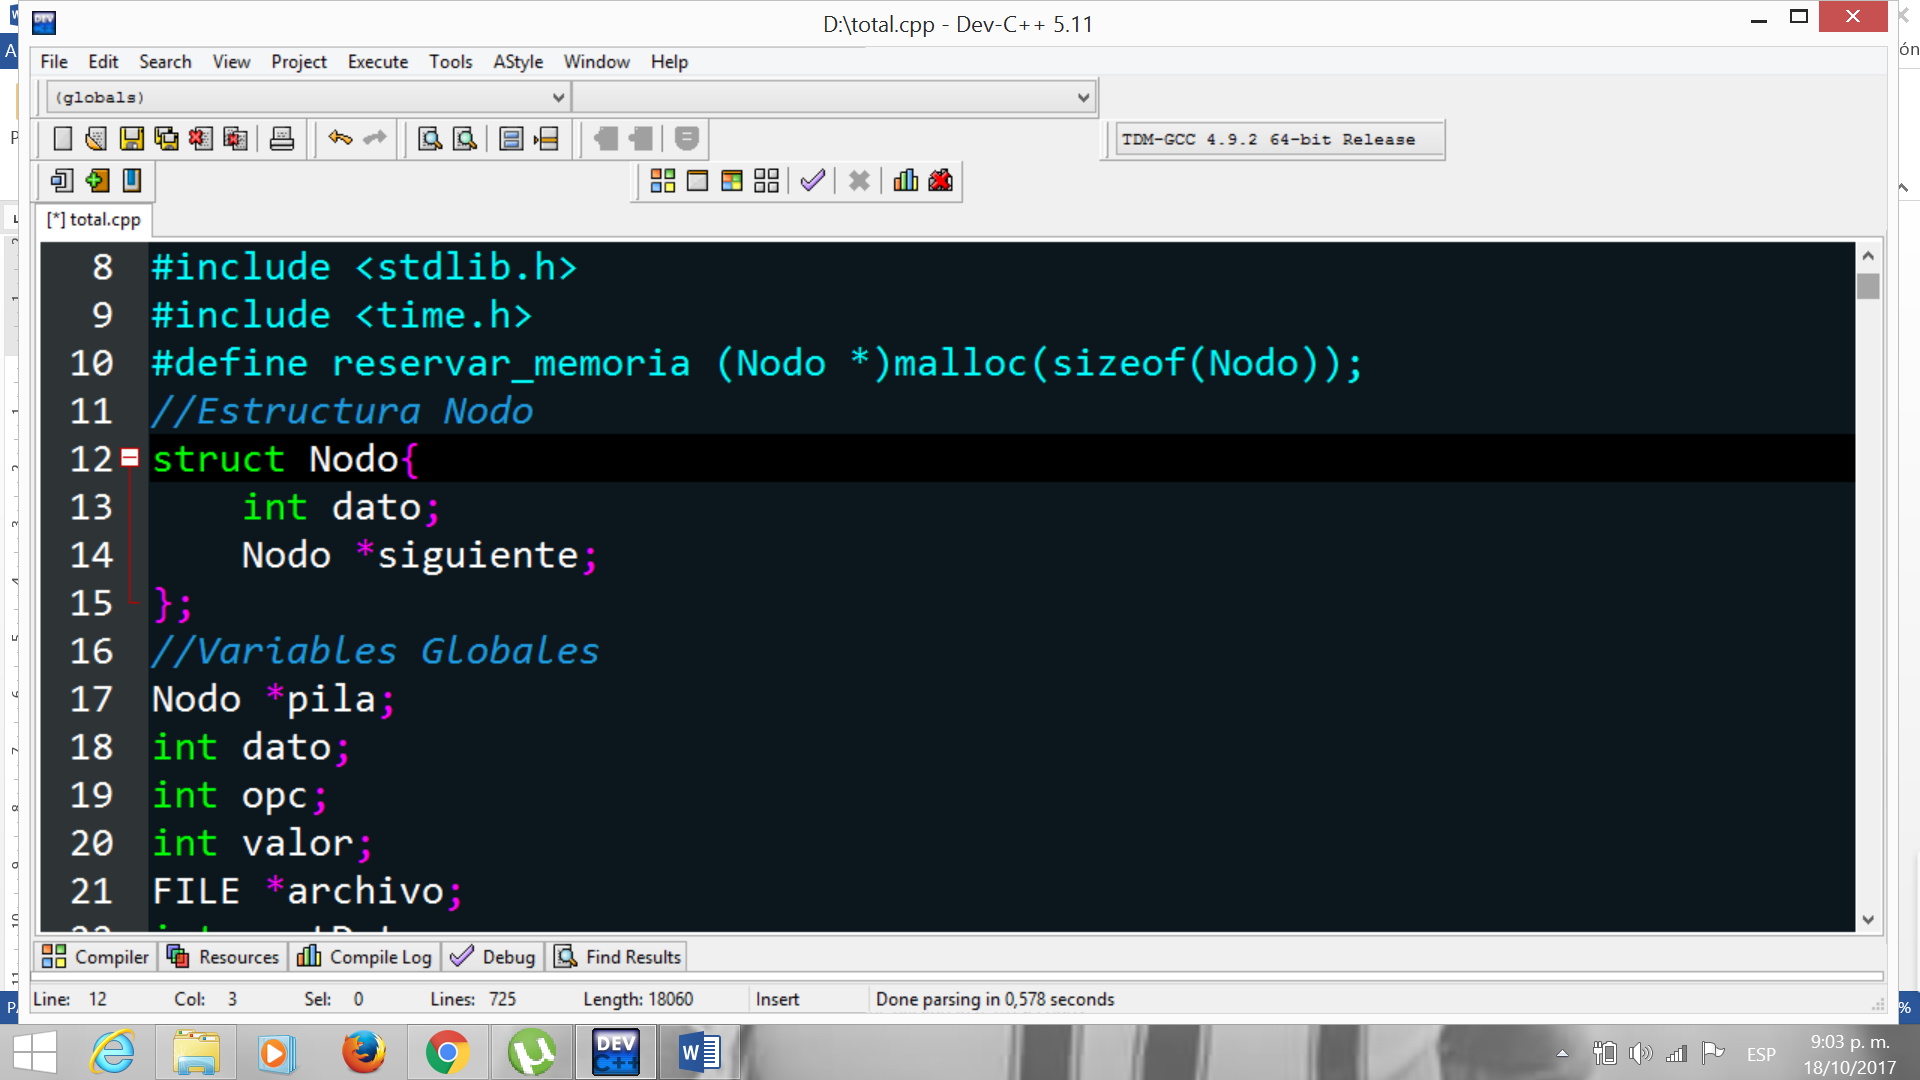 D:\total.cpp - Dev-C++ 5.11
File Edit Search View Project Execute Tools AStyle Window Help
(globals)
TDM-GCC 4.9.2 64-bit Release
[*] total.cpp
8 #include <stdlib.h>
9 #include <time.h>
10 #define reservar_memoria (Nodo *)malloc(sizeof(Nodo));
11 //Estructura Nodo
12 struct Nodo{
13 int dato;
14 Nodo *siguiente;
15 };
16 //Variables Globales
17 Nodo *pila;
18 int dato;
19 int opc;
20 int valor;
21 FILE *archivo;
Compiler Resources Compile Log Debug Find Results
Line: 12 Col: 3 Sel: 0 Lines: 725 Length: 18060 Insert Done parsing in 0,578 seconds
DEV C++
ESP
9:03 p. m.
18/10/2017